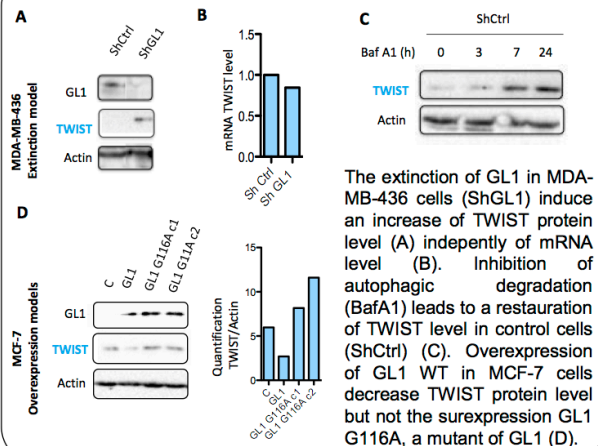 A
ShCtrl
ShGL1
GL1
TWIST
Actin
MDA-MB-436
Extinction model
B
mRNA TWIST level
1.5
1.0
0.5
0.0
Sh Ctrl
Sh GL1
C
ShCtrl
Baf A1 (h) 0 3 7 24
TWIST
Actin
D
C
GL1
GL1 G116A c1
GL1 G11A c2
GL1
TWIST
Actin
MCF-7
Overexpression models
Quantification
TWIST/Actin
15
10
5
0
C
GL1
GL1 G116A c1
GL1 G116A c2
The extinction of GL1 in MDA-
MB-436 cells (ShGL1) induce
an increase of TWIST protein
level (A) indepently of mRNA
level (B). Inhibition of
autophagic degradation
(BafA1) leads to a restauration
of TWIST level in control cells
(ShCtrl) (C). Overexpression
of GL1 WT in MCF-7 cells
decrease TWIST protein level
but not the surexpression GL1
G116A, a mutant of GL1 (D).